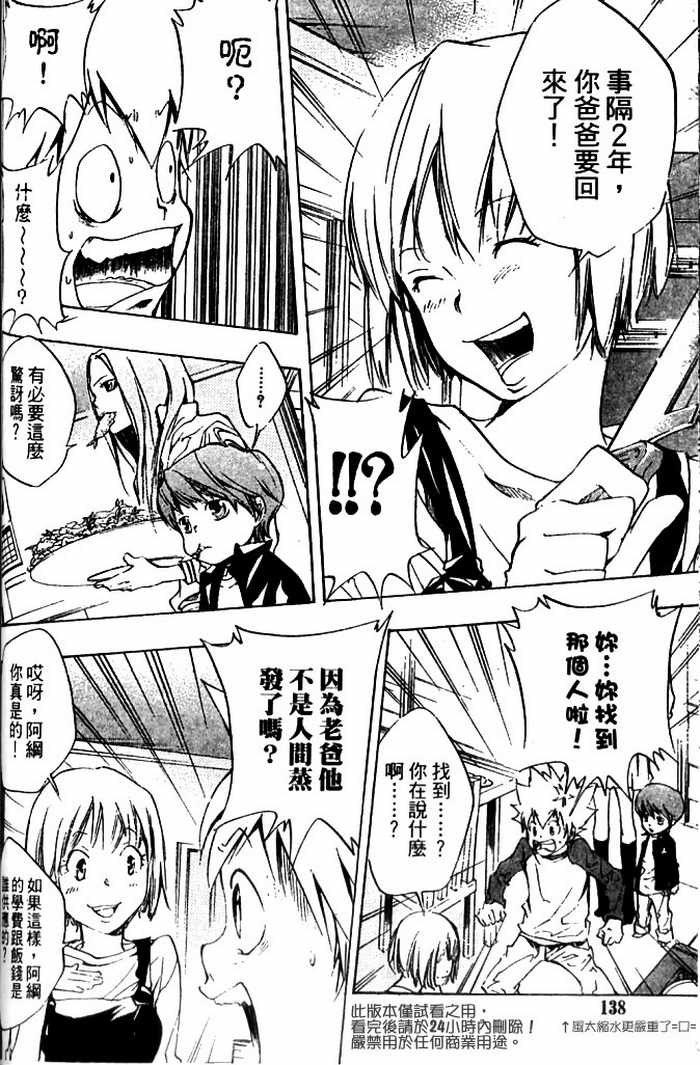 事隔2年，
你爸爸要回
來了！
呃？
啊！
什麼～～～？
!!?
……？
有必要這麼
驚訝嗎？
妳…妳找到
那個人啦！
找到……？
你在說什麼
啊……？
因為老爸他
不是人間蒸
發了嗎？
哎呀，阿綱
你真是的！
如果這樣，阿綱
的學費跟飯錢是
誰供應的？
138
此版本僅試看之用，
看完後請於24小時內刪除！
嚴禁用於任何商業用途。
↑風太縮水更嚴重了=口=